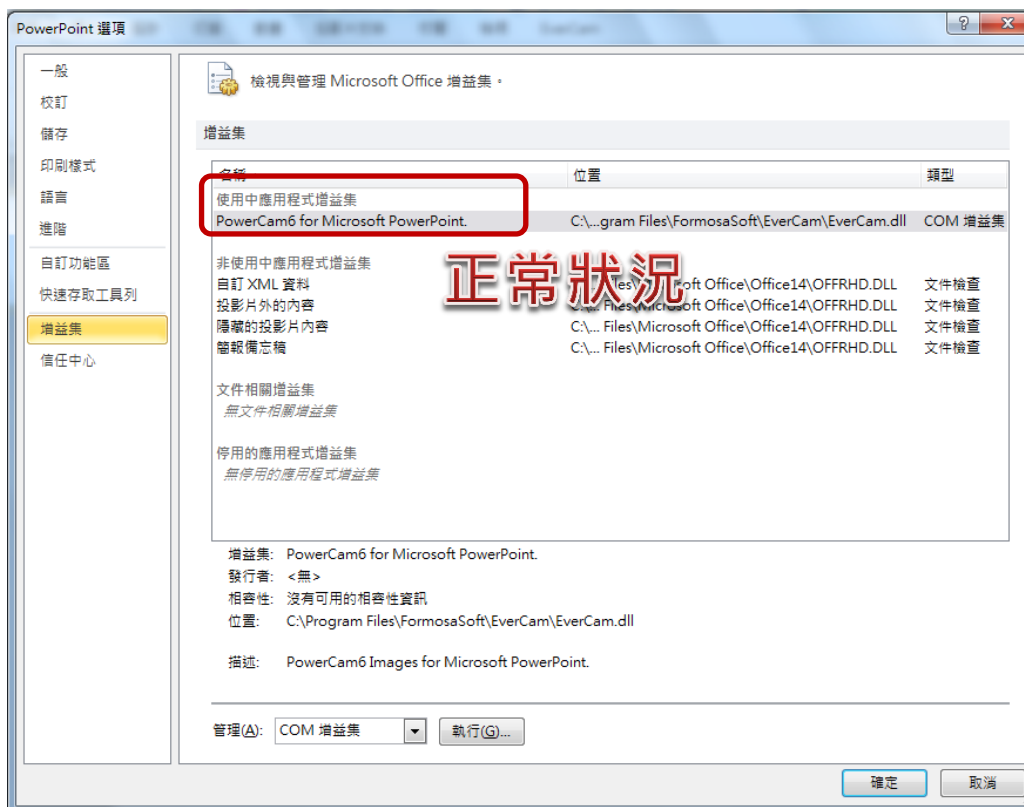 PowerPoint 選項
一般
校訂
儲存
印刷樣式
語言
進階
自訂功能區
快速存取工具列
增益集
信任中心
檢視與管理 Microsoft Office 增益集。
增益集
名稱 位置 類型
使用中應用程式增益集
PowerCam6 for Microsoft PowerPoint. C:\...gram Files\FormosaSoft\EverCam\EverCam.dll COM 增益集
非使用中應用程式增益集
正常狀況
自訂 XML 資料 Files\Microsoft Office\Office14\OFFRHD.DLL 文件檢查
投影片外的內容 C:\... Files\Microsoft Office\Office14\OFFRHD.DLL 文件檢查
隱藏的投影片內容 C:\... Files\Microsoft Office\Office14\OFFRHD.DLL 文件檢查
簡報備忘稿 C:\... Files\Microsoft Office\Office14\OFFRHD.DLL 文件檢查
文件相關增益集
無文件相關增益集
停用的應用程式增益集
無停用的應用程式增益集
增益集: PowerCam6 for Microsoft PowerPoint.
發行者: <無>
相容性: 沒有可用的相容性資訊
位置: C:\Program Files\FormosaSoft\EverCam\EverCam.dll
描述: PowerCam6 Images for Microsoft PowerPoint.
管理(A): COM 增益集 執行(G)...
確定 取消